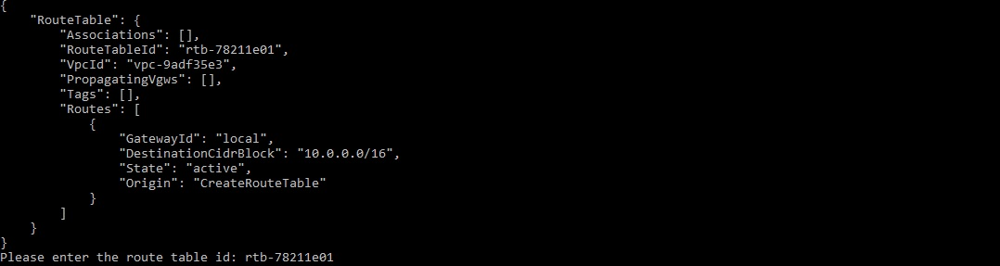 {
    "RouteTable": {
        "Associations": [],
        "RouteTableId": "rtb-78211e01",
        "VpcId": "vpc-9adf35e3",
        "PropagatingVgws": [],
        "Tags": [],
        "Routes": [
            {
                "GatewayId": "local",
                "DestinationCidrBlock": "10.0.0.0/16",
                "State": "active",
                "Origin": "CreateRouteTable"
            }
        ]
    }
}
Please enter the route table id: rtb-78211e01